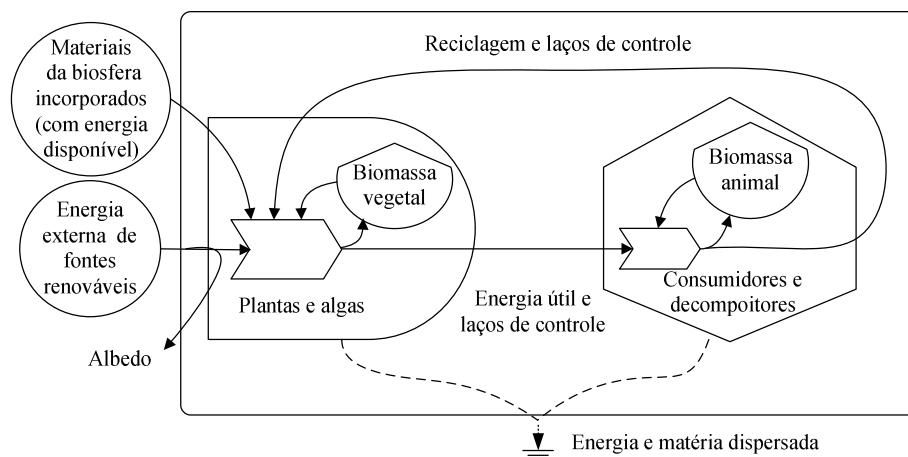 Materiais
da biosfera
incorporados
(com energia
disponível)
Reciclagem e laços de controle
Biomassa
vegetal
Biomassa
animal
Energia
externa de
fontes
renováveis
Plantas e algas
Energia útil e
laços de controle
Consumidores e
decompoitores
Albedo
Energia e matéria dispersada